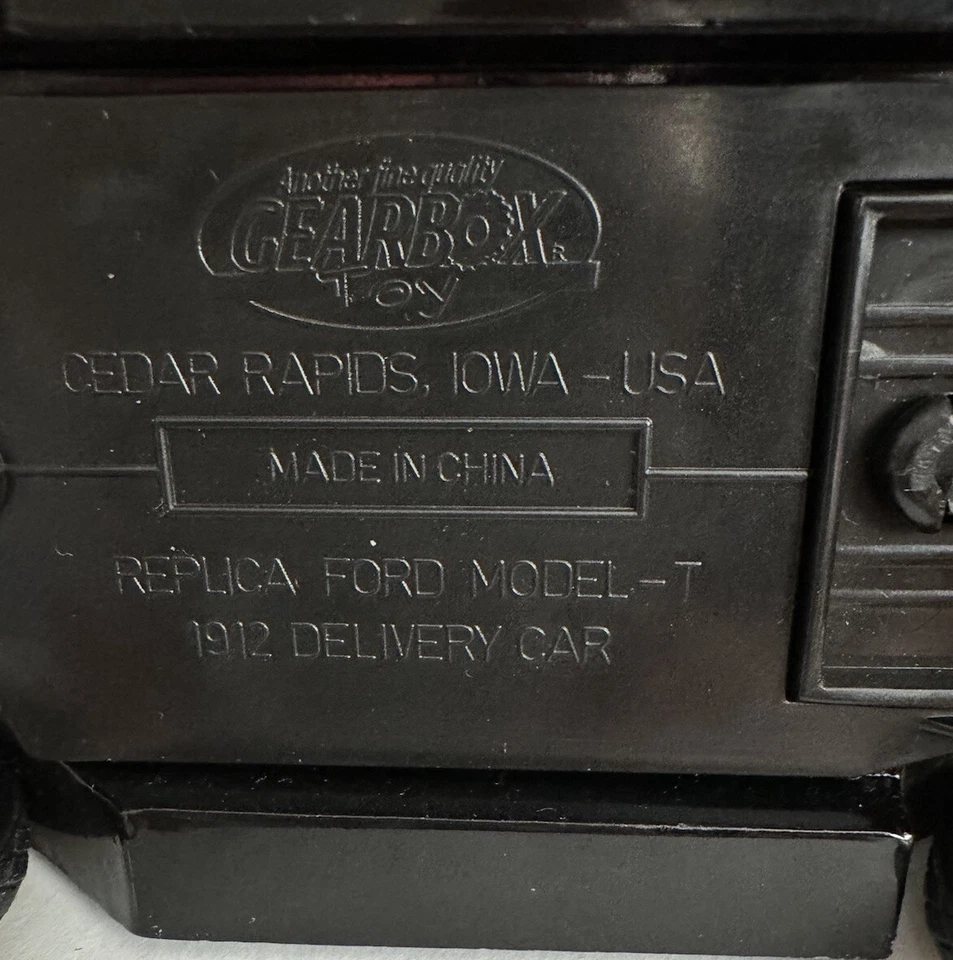 Another fine quality
GEARBOX R
Toy
CEDAR RAPIDS, IOWA - USA
MADE IN CHINA
REPLICA FORD MODEL-T
1912 DELIVERY CAR